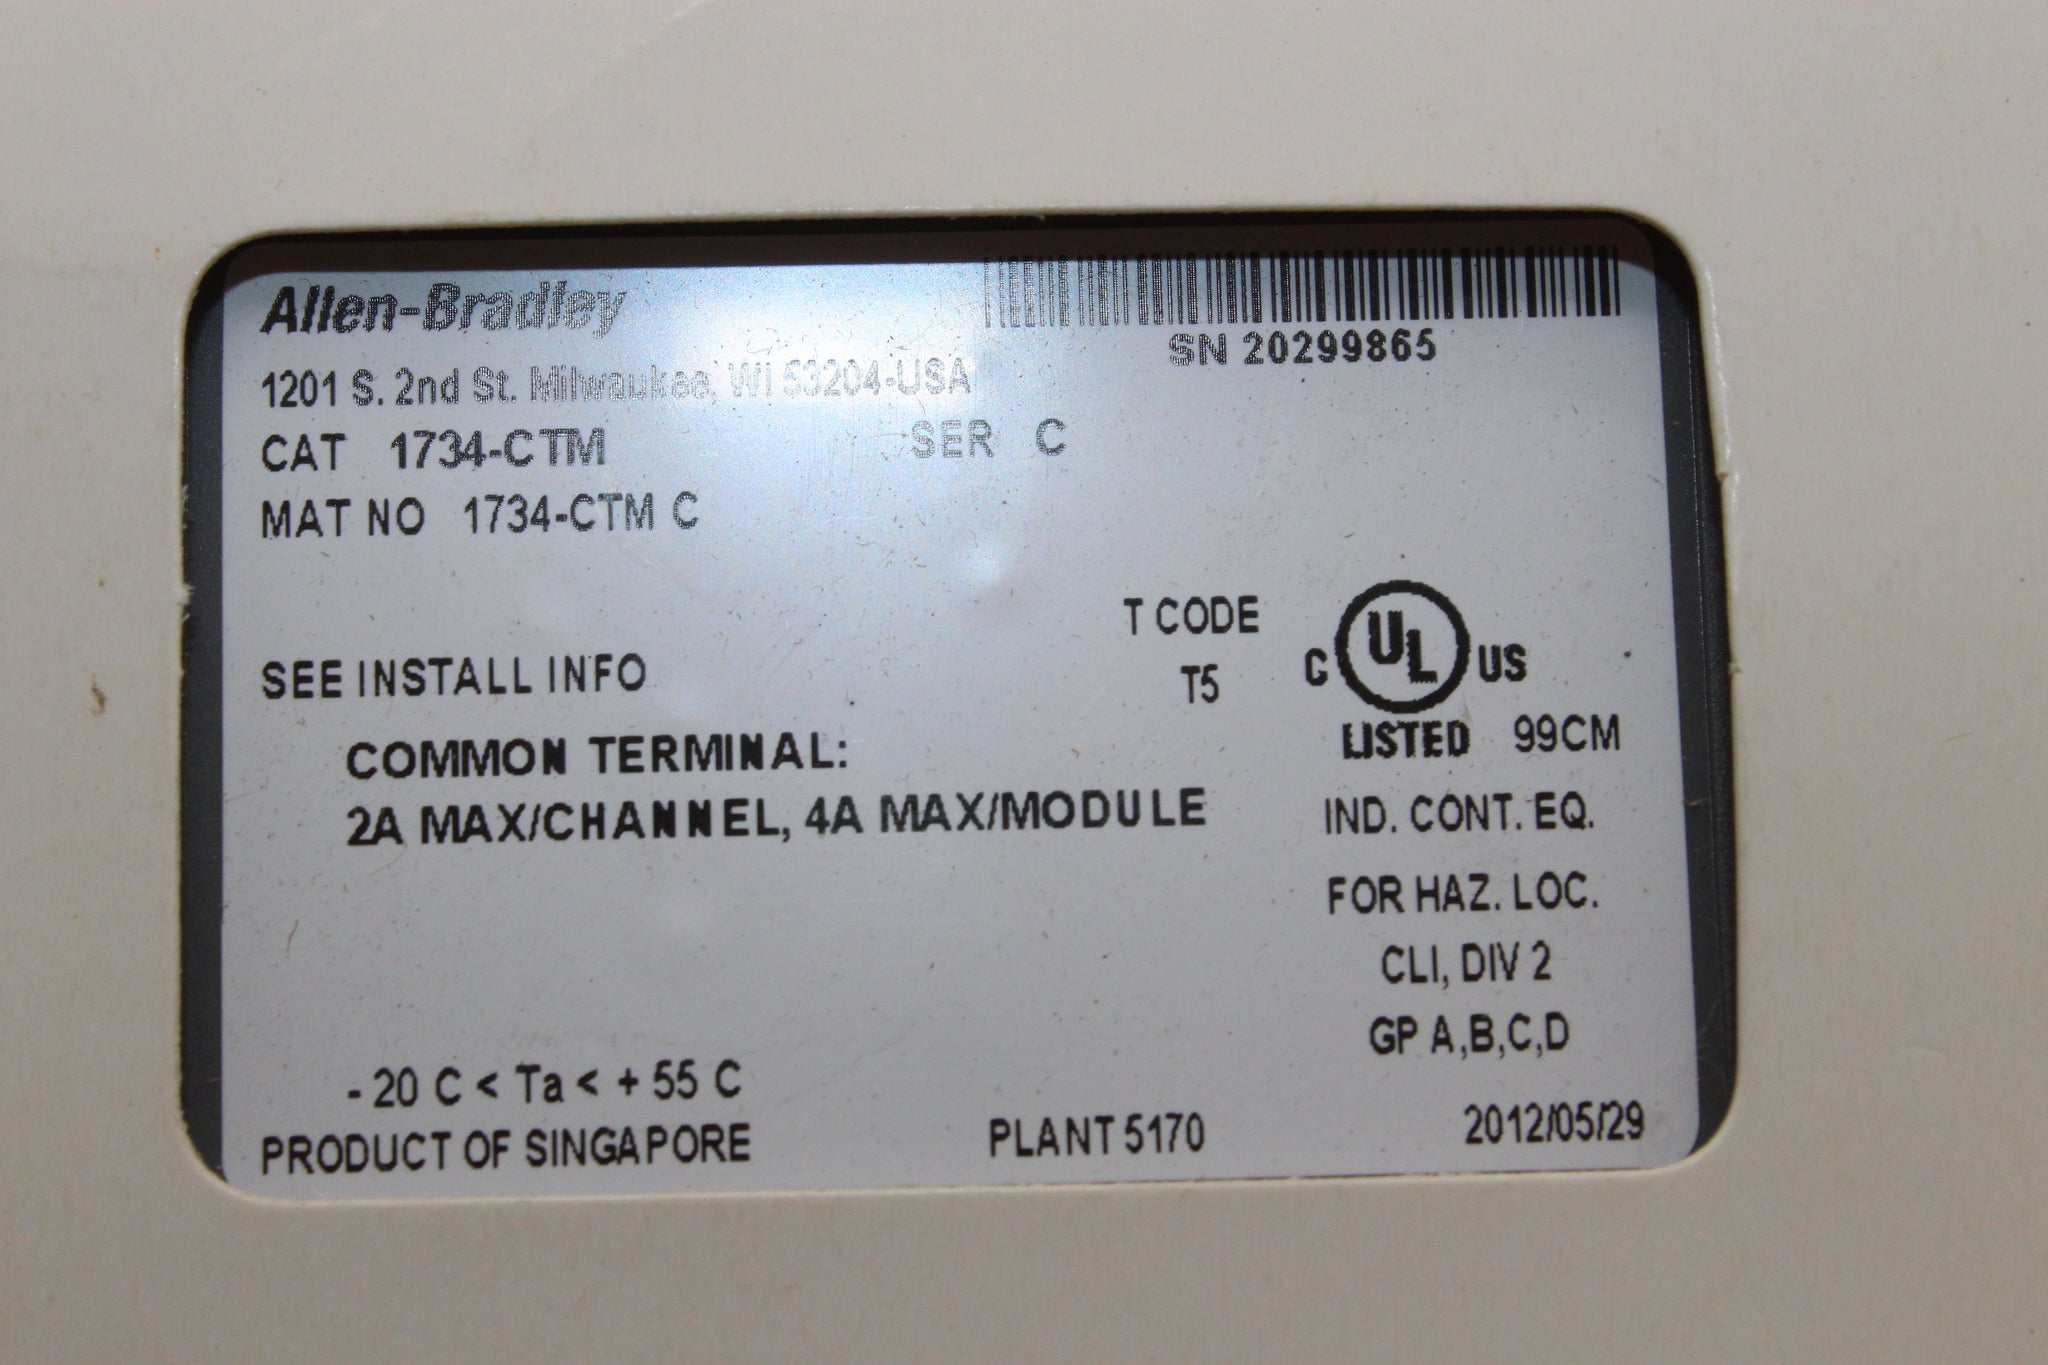 Allen-Bradley
SN 20299865
1201 S. 2nd St. Milwaukee, WI 53204-USA
CAT 1734-CTM SER C
MAT NO 1734-CTM C
T CODE
T5
C UL US
LISTED 99CM
SEE INSTALL INFO
COMMON TERMINAL:
2A MAX/CHANNEL, 4A MAX/MODULE
IND. CONT. EQ.
FOR HAZ. LOC.
CLI, DIV 2
GP A,B,C,D
- 20 C < Ta < + 55 C
PRODUCT OF SINGAPORE PLANT 5170 2012/05/29